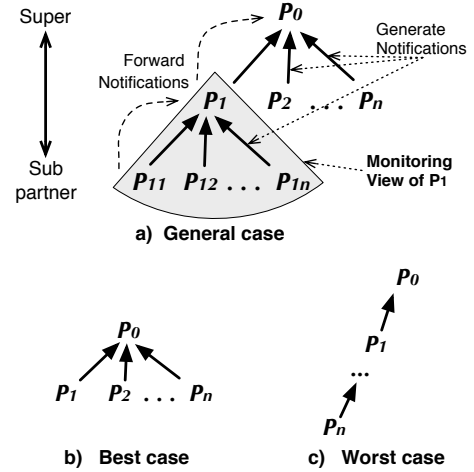 Super
P0
Generate
Notifications
Forward
Notifications
P1
P2 . . . Pn
Sub
partner
P11 P12 . . . P1n
Monitoring
View of P1
a) General case
P0
P1 P2 . . . Pn
b) Best case
P0
P1
...
Pn
c) Worst case